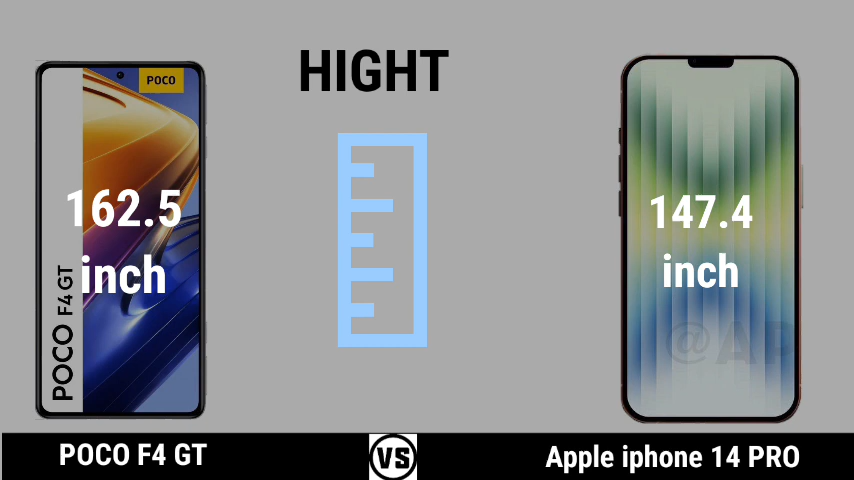 HIGHT
POCO
162.5
inch
POCO F4 GT
147.4
inch
@AP
POCO F4 GT
VS
Apple iphone 14 PRO